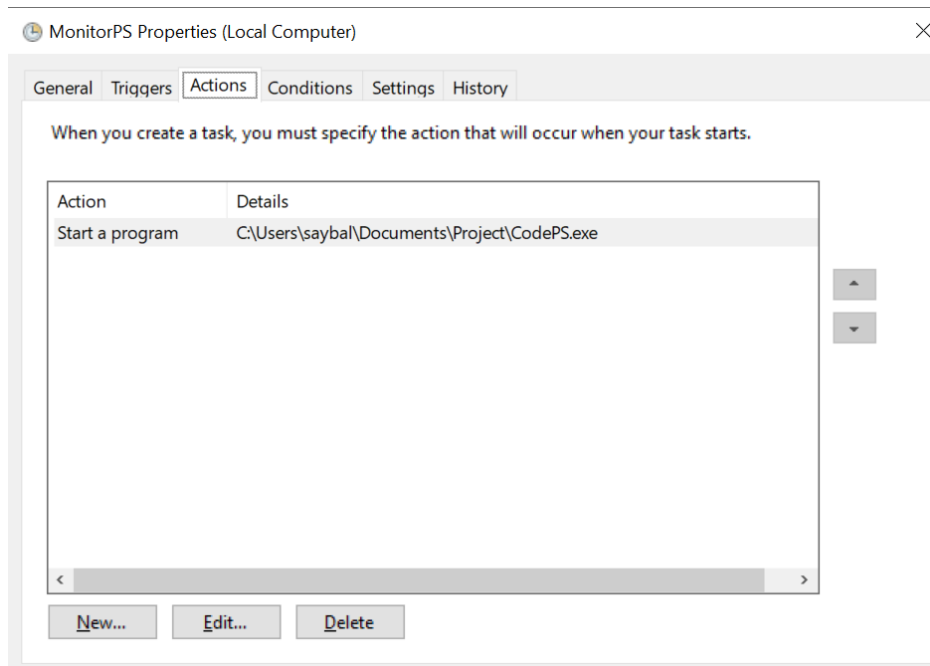 MonitorPS Properties (Local Computer)
General Triggers Actions Conditions Settings History
When you create a task, you must specify the action that will occur when your task starts.
Action Details
Start a program C:\Users\saybal\Documents\Project\CodePS.exe
New... Edit... Delete